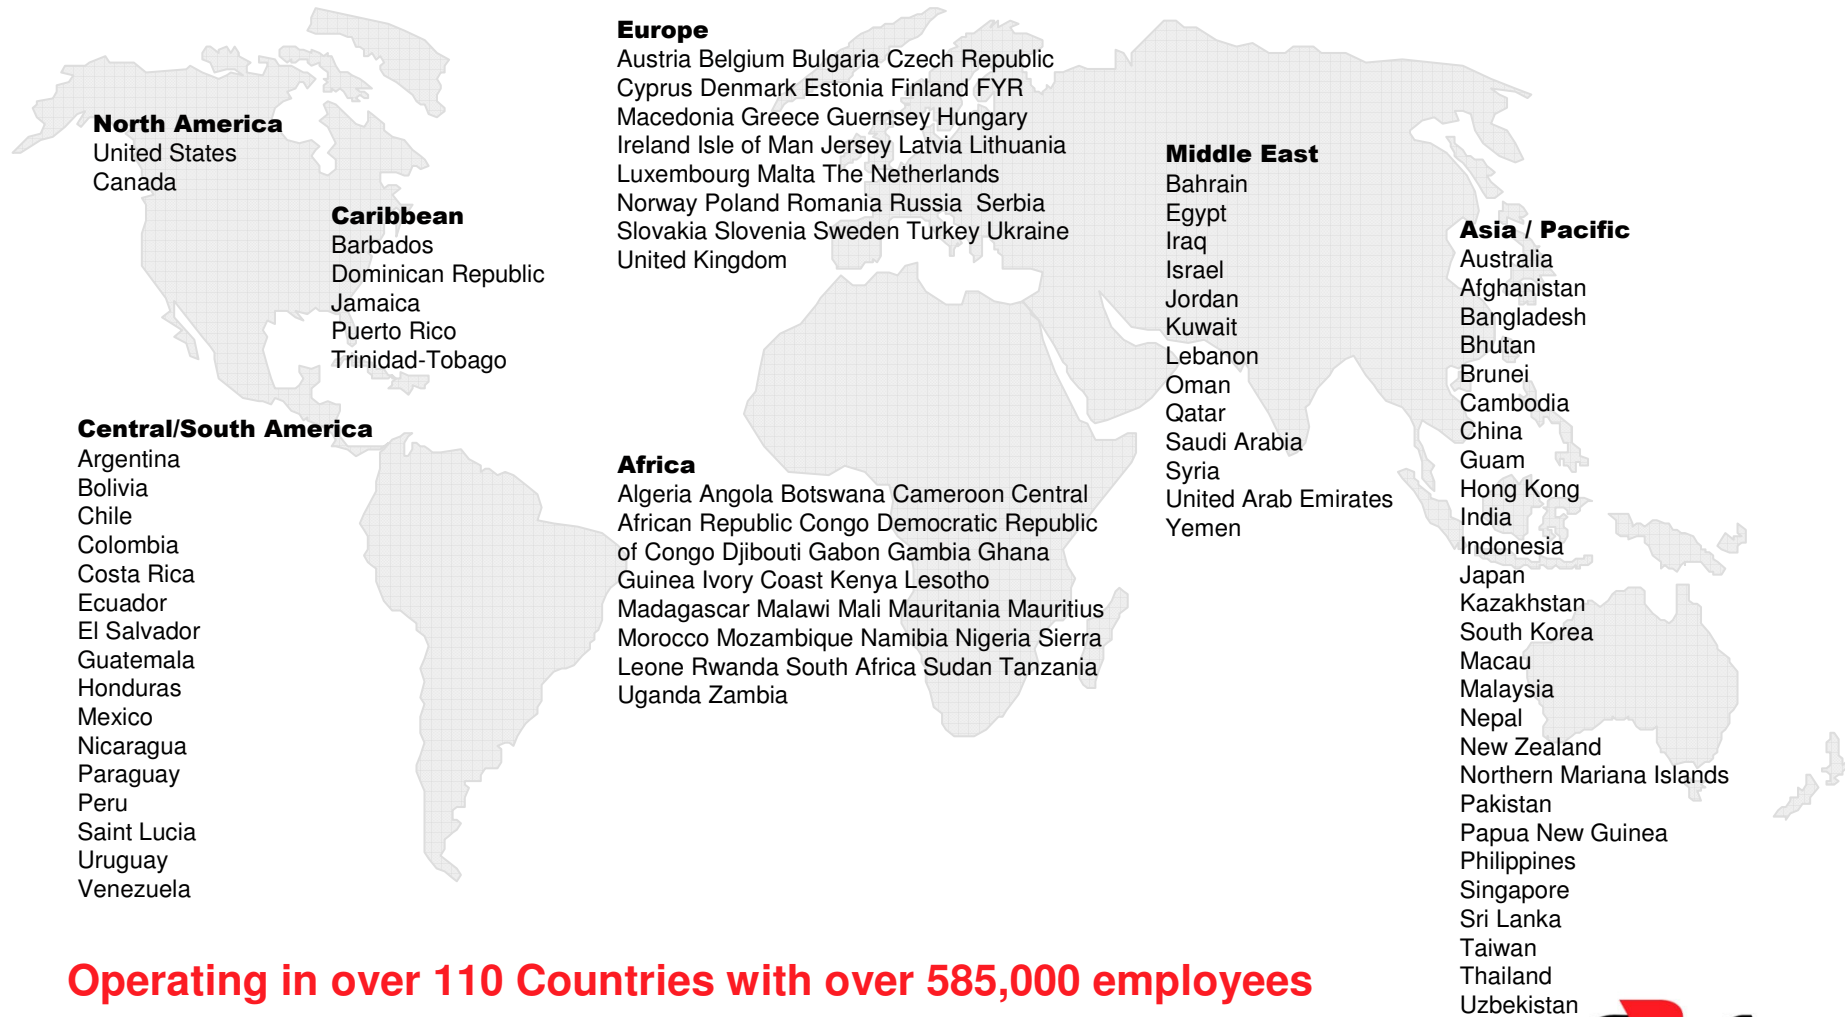 North America
United States
Canada
Caribbean
Barbados
Dominican Republic
Jamaica
Puerto Rico
Trinidad-Tobago
Central/South America
Argentina
Bolivia
Chile
Colombia
Costa Rica
Ecuador
El Salvador
Guatemala
Honduras
Mexico
Nicaragua
Paraguay
Peru
Saint Lucia
Uruguay
Venezuela
Europe
Austria Belgium Bulgaria Czech Republic
Cyprus Denmark Estonia Finland FYR
Macedonia Greece Guernsey Hungary
Ireland Isle of Man Jersey Latvia Lithuania
Luxembourg Malta The Netherlands
Norway Poland Romania Russia  Serbia
Slovakia Slovenia Sweden Turkey Ukraine
United Kingdom
Africa
Algeria Angola Botswana Cameroon Central
African Republic Congo Democratic Republic
of Congo Djibouti Gabon Gambia Ghana
Guinea Ivory Coast Kenya Lesotho
Madagascar Malawi Mali Mauritania Mauritius
Morocco Mozambique Namibia Nigeria Sierra
Leone Rwanda South Africa Sudan Tanzania
Uganda Zambia
Middle East
Bahrain
Egypt
Iraq
Israel
Jordan
Kuwait
Lebanon
Oman
Qatar
Saudi Arabia
Syria
United Arab Emirates
Yemen
Asia / Pacific
Australia
Afghanistan
Bangladesh
Bhutan
Brunei
Cambodia
China
Guam
Hong Kong
India
Indonesia
Japan
Kazakhstan
South Korea
Macau
Malaysia
Nepal
New Zealand
Northern Mariana Islands
Pakistan
Papua New Guinea
Philippines
Singapore
Sri Lanka
Taiwan
Thailand
Uzbekistan
Operating in over 110 Countries with over 585,000 employees